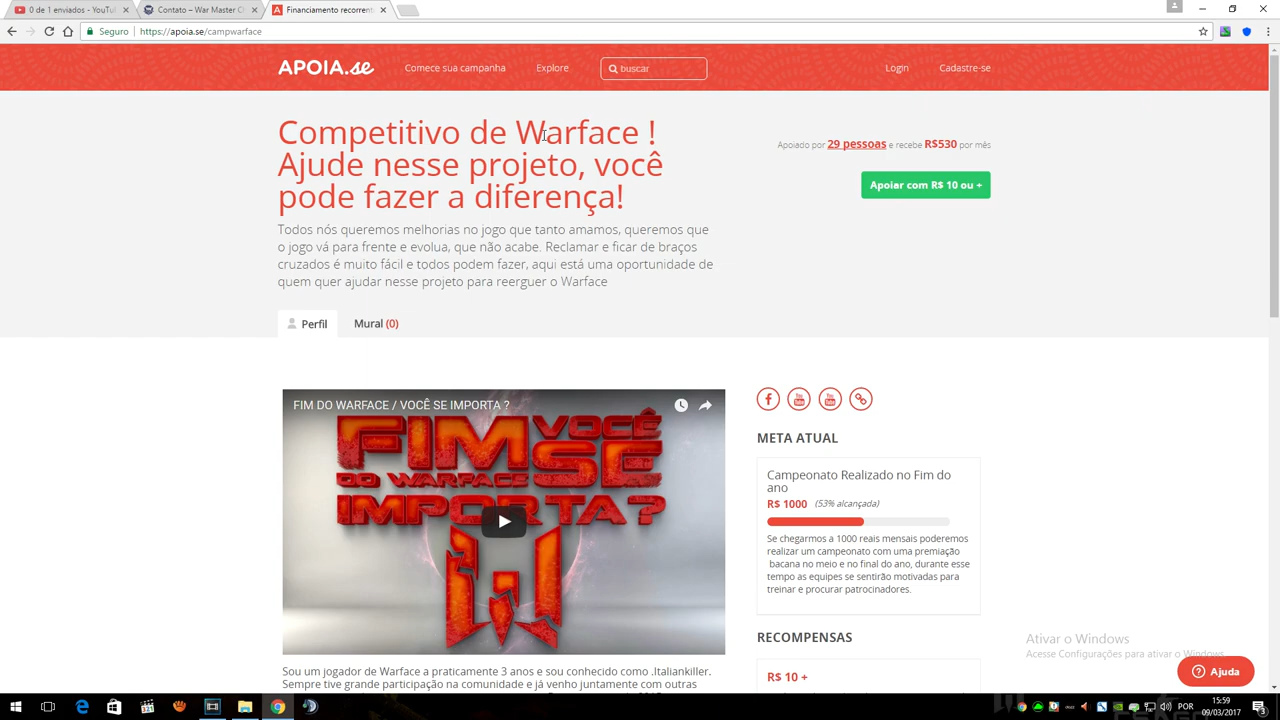 0 de 1 enviados - YouTu
Contato – War Master C
Financiamento recorrent
Seguro
https://apoia.se/campwarface
APOIA.se
Comece sua campanha
Explore
buscar
Login
Cadastre-se
Competitivo de Warface !
Ajude nesse projeto, você
pode fazer a diferença!
Apoiado por 29 pessoas e recebe R$530 por mês
Apoiar com R$ 10 ou +
Todos nós queremos melhorias no jogo que tanto amamos, queremos que
o jogo vá para frente e evolua, que não acabe. Reclamar e ficar de braços
cruzados é muito fácil e todos podem fazer, aqui está uma oportunidade de
quem quer ajudar nesse projeto para reerguer o Warface
Perfil
Mural (0)
FIM DO WARFACE / VOCÊ SE IMPORTA ?
FIM VOCÊ
DO WARFACE SE
IMPORTA?
You Tube
You Tube
META ATUAL
Campeonato Realizado no Fim do
ano
R$ 1000 (53% alcançada)
Se chegarmos a 1000 reais mensais poderemos
realizar um campeonato com uma premiação
bacana no meio e no final do ano, durante esse
tempo as equipes se sentirão motivadas para
treinar e procurar patrocinadores.
RECOMPENSAS
R$ 10 +
Sou um jogador de Warface a praticamente 3 anos e sou conhecido como .Italiankiller.
Sempre tive grande participação na comunidade e já venho juntamente com outras
Ativar o Windows
Acesse Configurações para ativar o Windows.
Ajuda
POR
15:59
09/03/2017
3